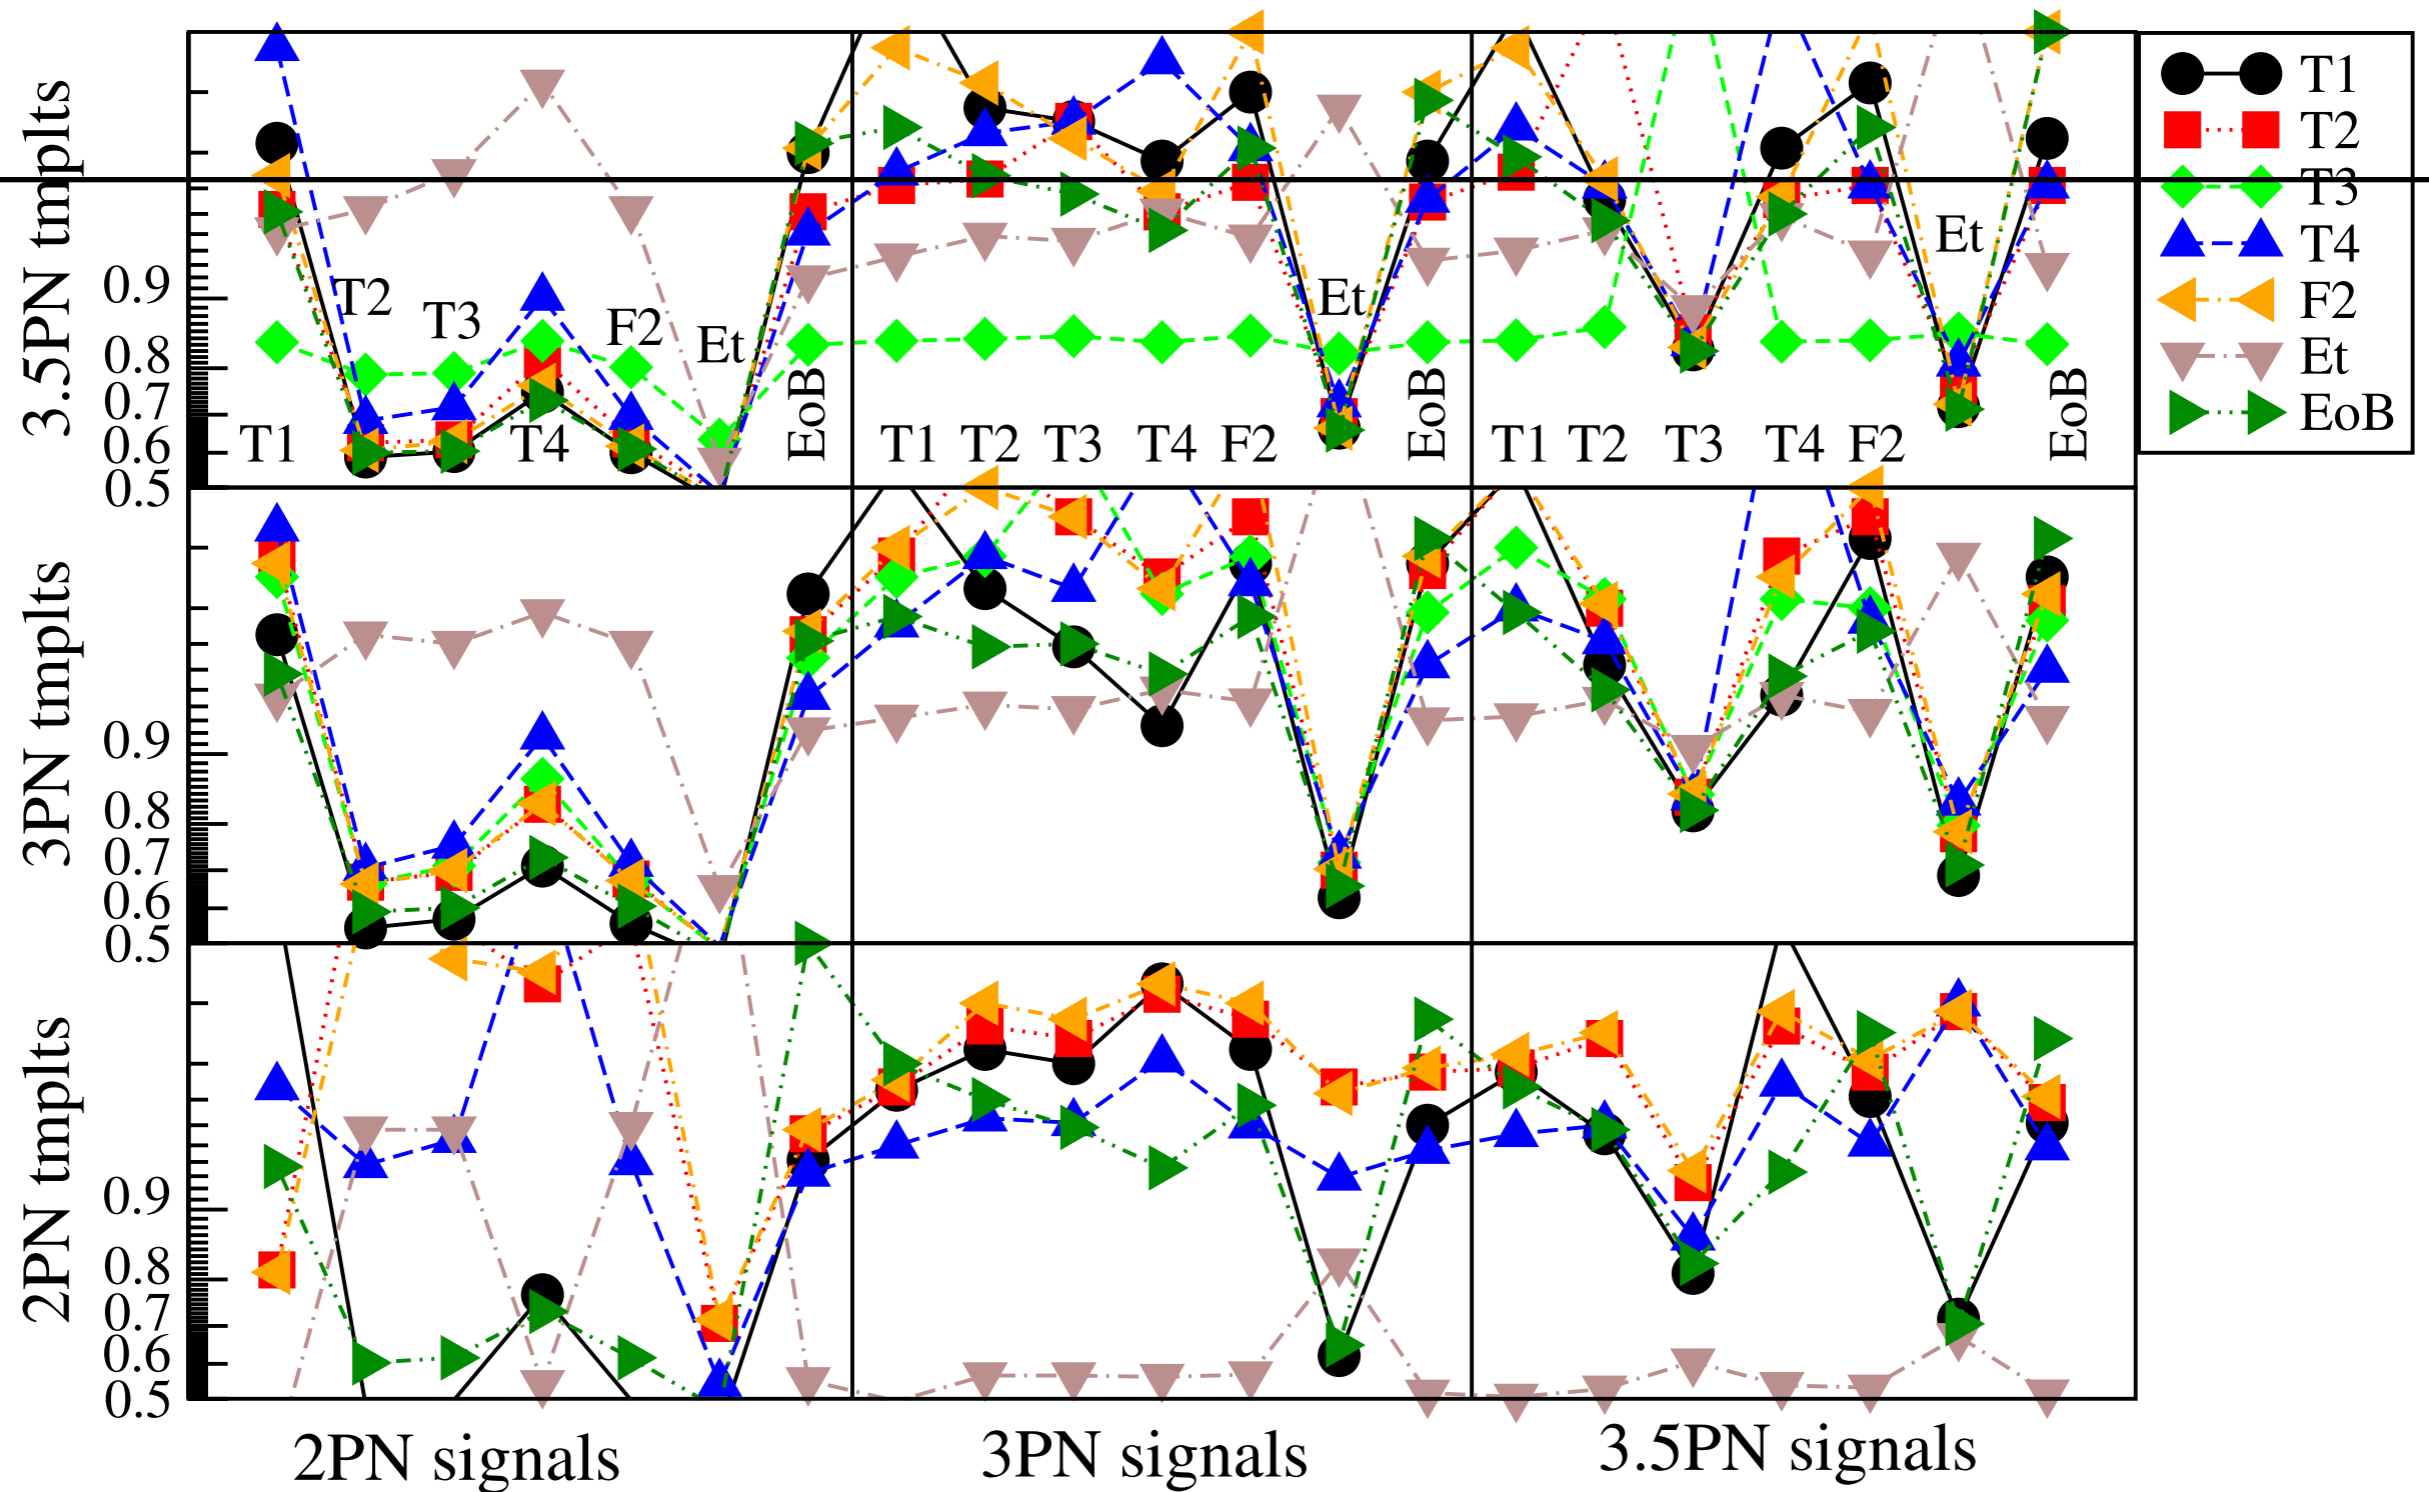 3.5PN tmplts
0.9
0.8
0.7
0.6
0.5
T1
T2
T3
T4
F2
Et
EoB
T1
T2
T3
T4
F2
Et
EoB
T1
T2
T3
T4
F2
Et
EoB
T1
T2
T3
T4
F2
Et
EoB
3PN tmplts
0.9
0.8
0.7
0.6
0.5
2PN tmplts
0.9
0.8
0.7
0.6
0.5
2PN signals
3PN signals
3.5PN signals